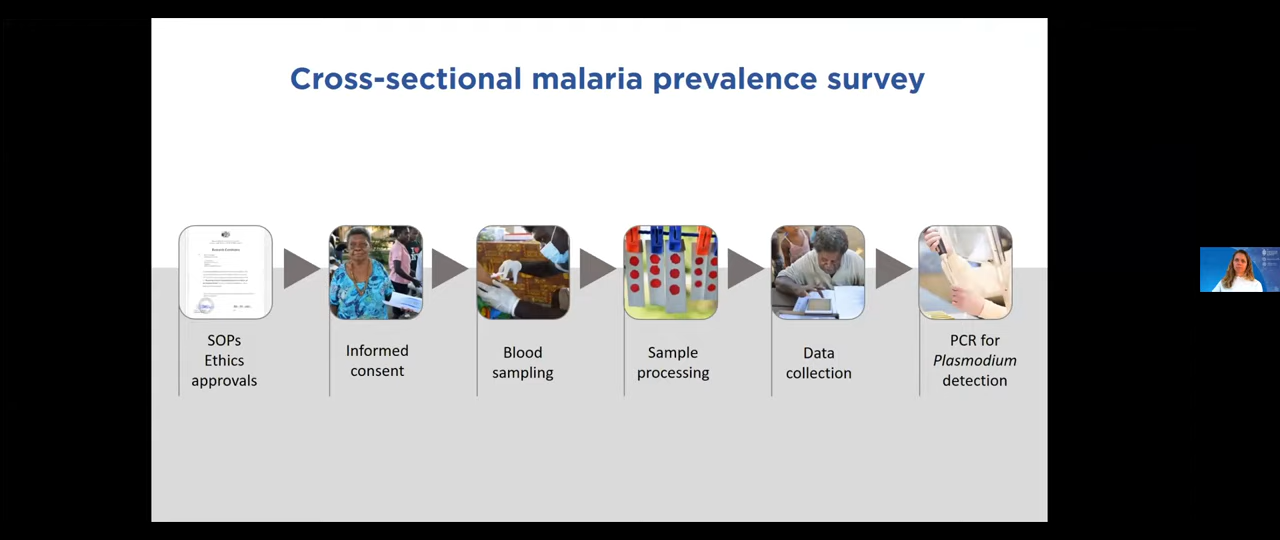 Cross-sectional malaria prevalence survey
SOPs
Ethics
approvals
Informed
consent
Blood
sampling
Sample
processing
Data
collection
PCR for
Plasmodium
detection